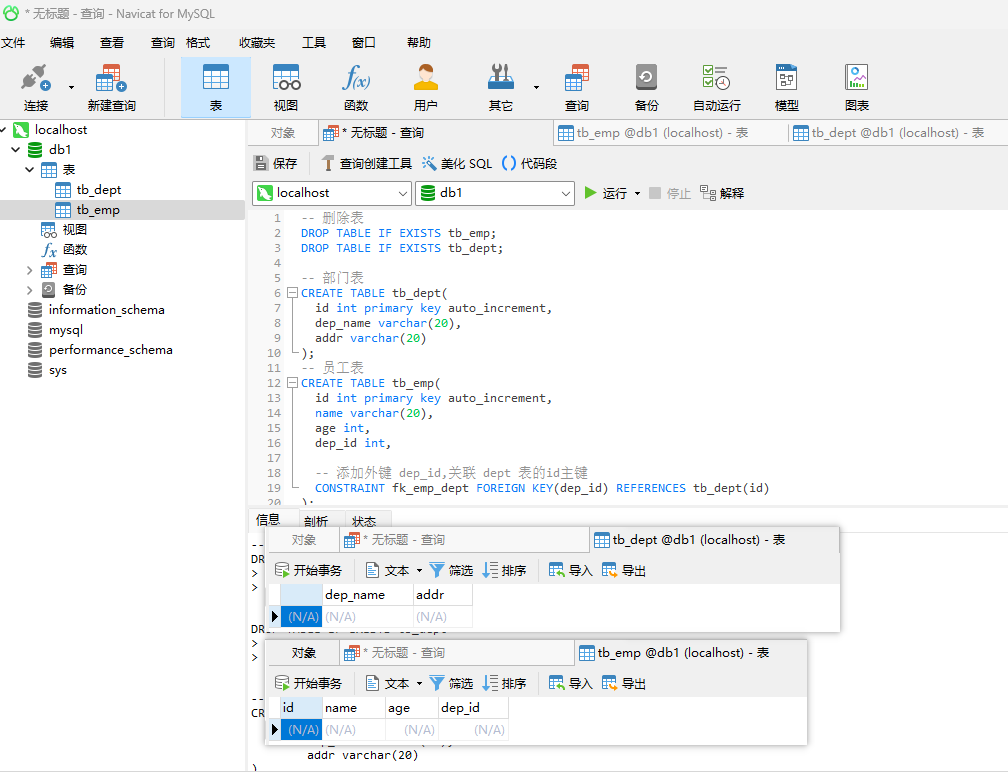 * 无标题 - 查询 - Navicat for MySQL
文件 编辑 查看 查询 格式 收藏夹 工具 窗口 帮助
连接 新建查询 表 视图 函数 用户 其它 查询 备份 自动运行 模型 图表
localhost
db1
表
tb_dept
tb_emp
视图
函数
查询
备份
information_schema
mysql
performance_schema
sys
对象 * 无标题 - 查询 tb_emp @db1 (localhost) - 表 tb_dept @db1 (localhost) - 表
保存 查询创建工具 美化 SQL () 代码段
localhost db1 运行 停止 解释
1 -- 删除表
2 DROP TABLE IF EXISTS tb_emp;
3 DROP TABLE IF EXISTS tb_dept;
4
5 -- 部门表
6 CREATE TABLE tb_dept(
7 id int primary key auto_increment,
8 dep_name varchar(20),
9 addr varchar(20)
10 );
11 -- 员工表
12 CREATE TABLE tb_emp(
13 id int primary key auto_increment,
14 name varchar(20),
15 age int,
16 dep_id int,
17
18 -- 添加外键 dep_id,关联 dept 表的id主键
19 CONSTRAINT fk_emp_dept FOREIGN KEY(dep_id) REFERENCES tb_dept(id)
20 );
信息 剖析 状态
--
DR
>
>
对象 * 无标题 - 查询 tb_dept @db1 (localhost) - 表
开始事务 文本 筛选 排序 导入 导出
dep_name addr
(N/A) (N/A) (N/A)
>
>
对象 * 无标题 - 查询 tb_emp @db1 (localhost) - 表
开始事务 文本 筛选 排序 导入 导出
id name age dep_id
(N/A) (N/A) (N/A) (N/A)
--
CR
addr varchar(20)
)